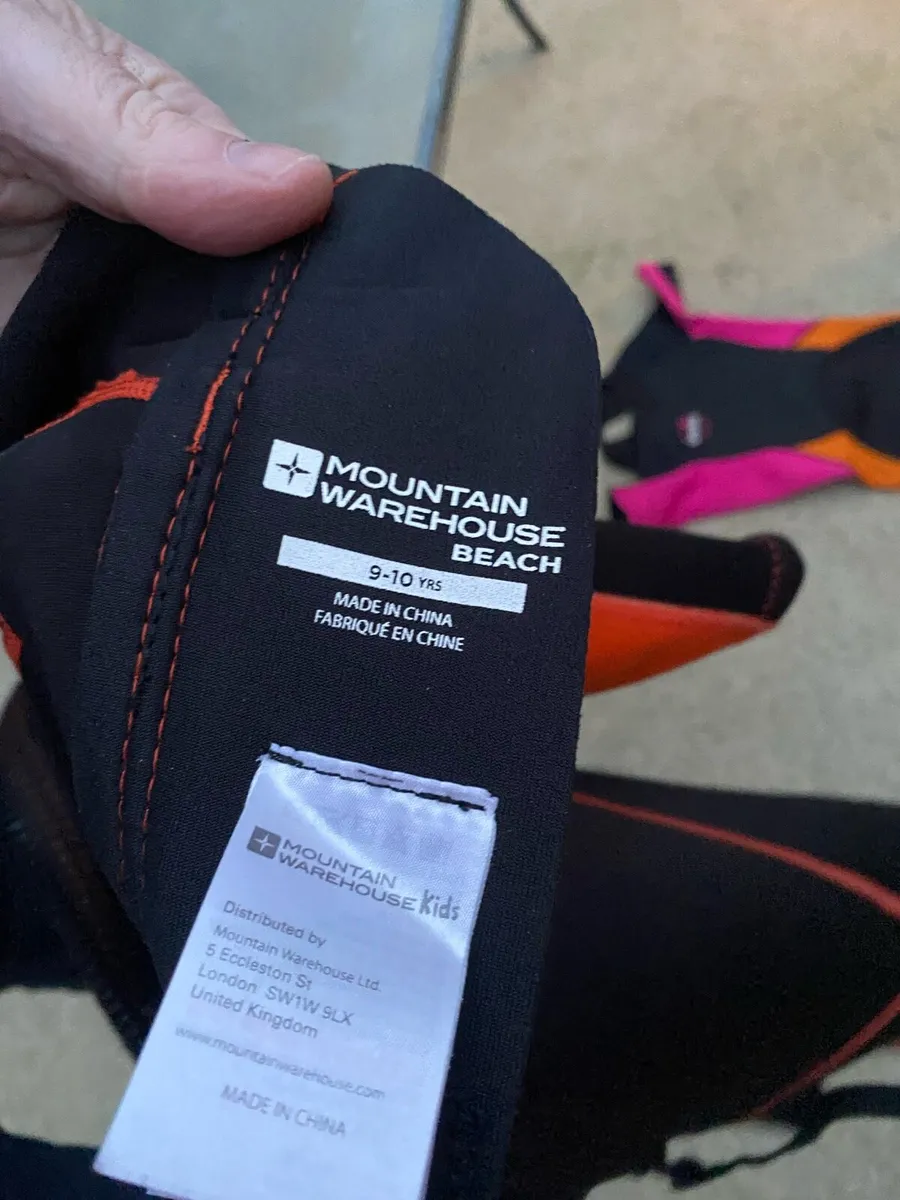 MOUNTAIN
WAREHOUSE
BEACH
9-10 YRS
MADE IN CHINA
FABRIQUÉ EN CHINE
MOUNTAIN
WAREHOUSE Kids
Distributed by
Mountain Warehouse Ltd.
5 Eccleston St
London SW1W 9LX
United Kingdom
www.mountainwarehouse.com
MADE IN CHINA